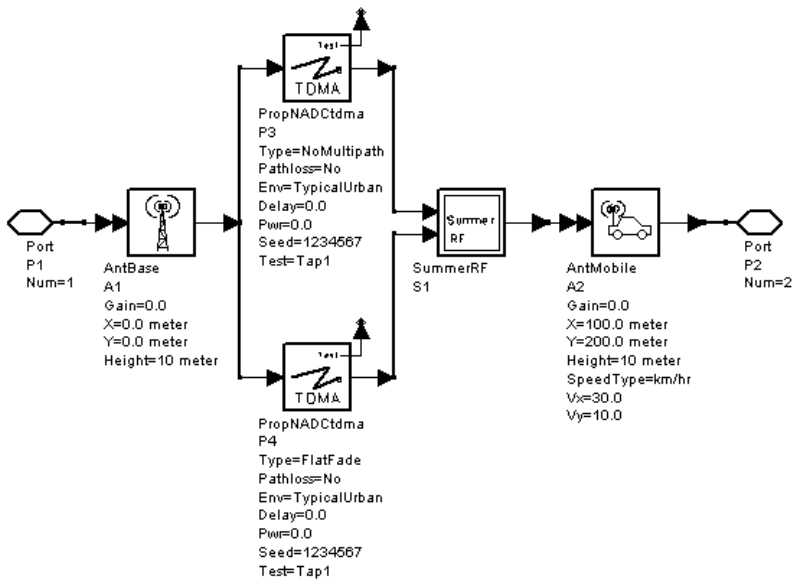 Test
TDMA
PropNADCtdma
P3
Type=NoMultipath
Pathloss=No
Env=TypicalUrban
Delay=0.0
Pwr=0.0
Seed=1234567
Test=Tap1
Port
P1
Num=1
AntBase
A1
Gain=0.0
X=0.0 meter
Y=0.0 meter
Height=10 meter
Summer
RF
SummerRF
S1
AntMobile
A2
Gain=0.0
X=100.0 meter
Y=200.0 meter
Height=10 meter
SpeedType=km/hr
Vx=30.0
Vy=10.0
Port
P2
Num=2
Test
TDMA
PropNADCtdma
P4
Type=FlatFade
Pathloss=No
Env=TypicalUrban
Delay=0.0
Pwr=0.0
Seed=1234567
Test=Tap1